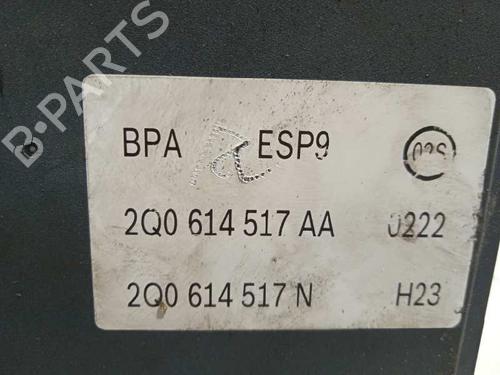 B-PARTS
BPA ESP9
2Q0 614 517 AA 0222
2Q0 614 517 N H23